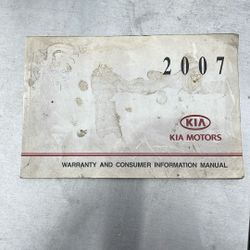 2007
KIA
KIA MOTORS
WARRANTY AND CONSUMER INFORMATION MANUAL